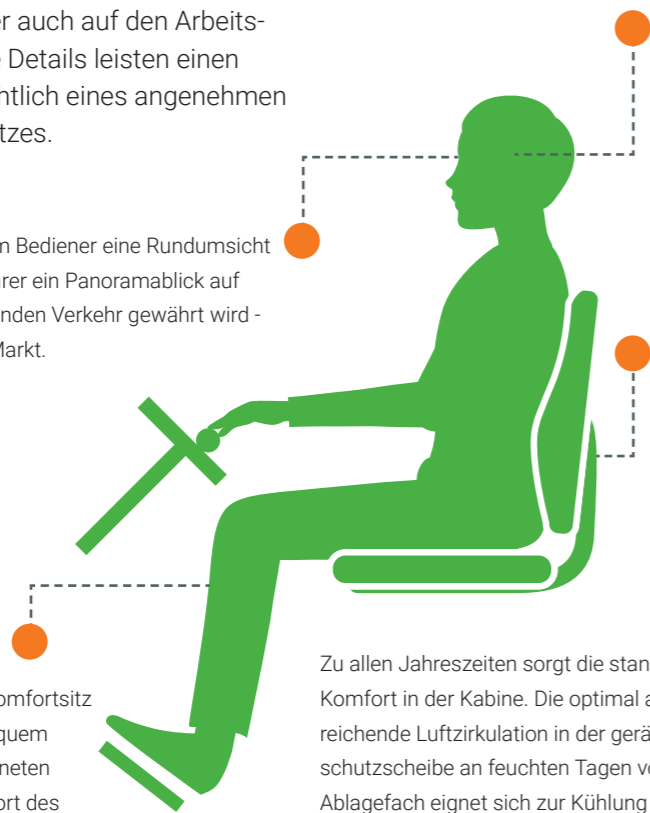 er auch auf den Arbeits-
e Details leisten einen
htlich eines angenehmen
tzes.
m Bediener eine Rundumsicht
rer ein Panoramablick auf
nden Verkehr gewährt wird -
Markt.
omfortsitz
quem
neten
ort des
Zu allen Jahreszeiten sorgt die stan
Komfort in der Kabine. Die optimal a
reichende Luftzirkulation in der gerä
schutzscheibe an feuchten Tagen vo
Ablagefach eignet sich zur Kühlung